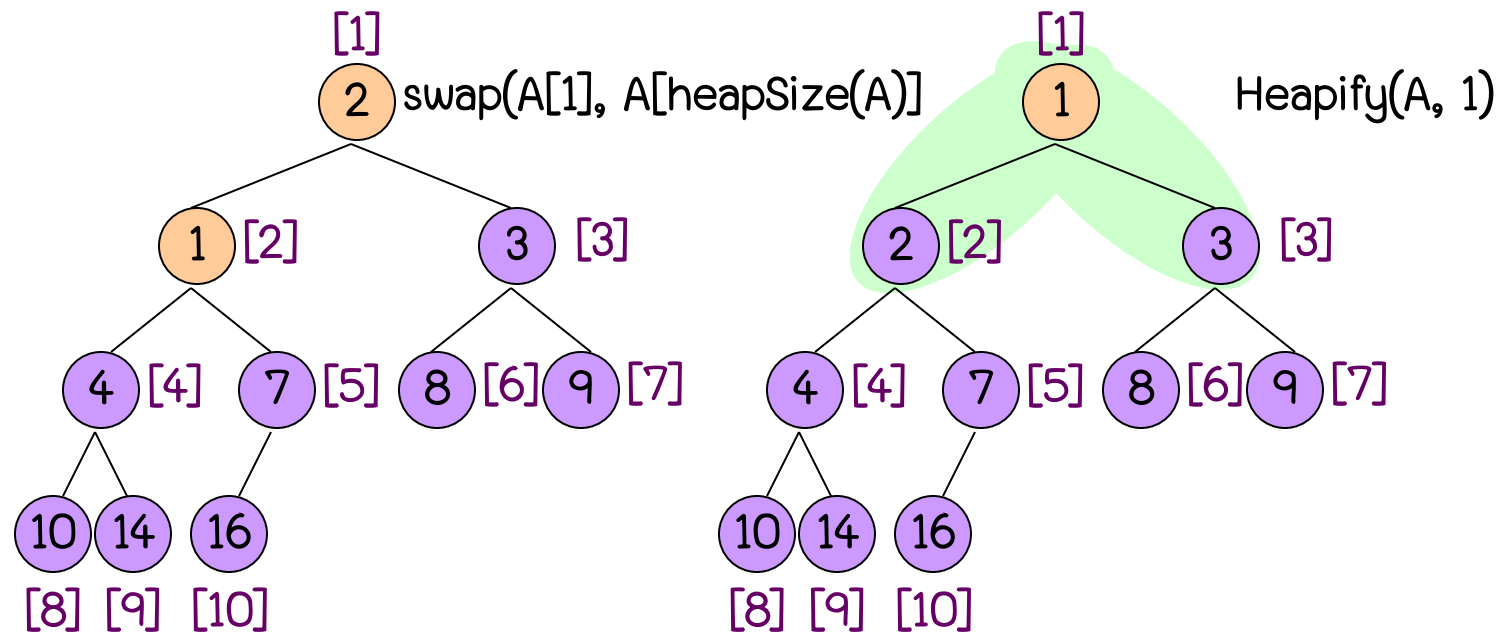 [1] [1]
2 swap(A[1], A[heapSize(A)] 1 Heapify(A, 1)
1 [2] 3 [3] 2 [2] 3 [3]
4 [4] 7 [5] 8 [6] 9 [7] 4 [4] 7 [5] 8 [6] 9 [7]
10 14 16 10 14 16
[8] [9] [10] [8] [9] [10]